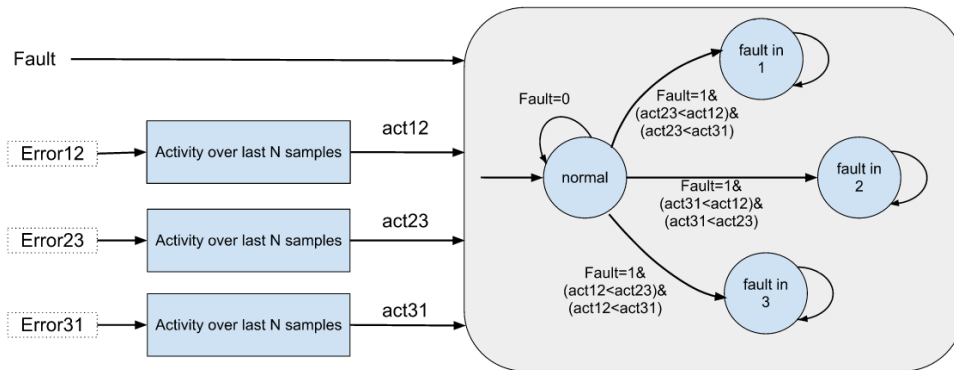 Fault
Error12
Activity over last N samples
act12
Error23
Activity over last N samples
act23
Error31
Activity over last N samples
act31
Fault=0
normal
Fault=1&
(act23<act12)&
(act23<act31)
fault in
1
Fault=1&
(act31<act12)&
(act31<act23)
fault in
2
Fault=1&
(act12<act23)&
(act12<act31)
fault in
3